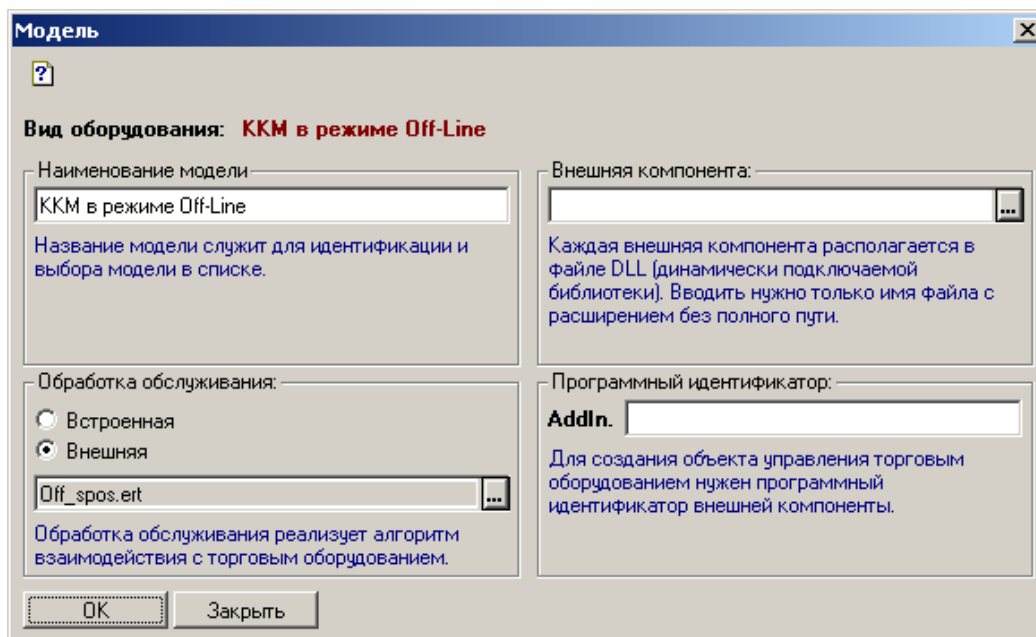 Модель
Вид оборудования: ККМ в режиме Off-Line
Наименование модели
ККМ в режиме Off-Line
Название модели служит для идентификации и
выбора модели в списке.
Внешняя компонента:
...
Каждая внешняя компонента располагается в
файле DLL (динамически подключаемой
библиотеки). Вводить нужно только имя файла с
расширением без полного пути.
Обработка обслуживания:
Встроенная
Внешняя
Off_spos.ert ...
Обработка обслуживания реализует алгоритм
взаимодействия с торговым оборудованием.
Программный идентификатор:
AddIn.
Для создания объекта управления торговым
оборудованием нужен программный
идентификатор внешней компоненты.
OK Закрыть